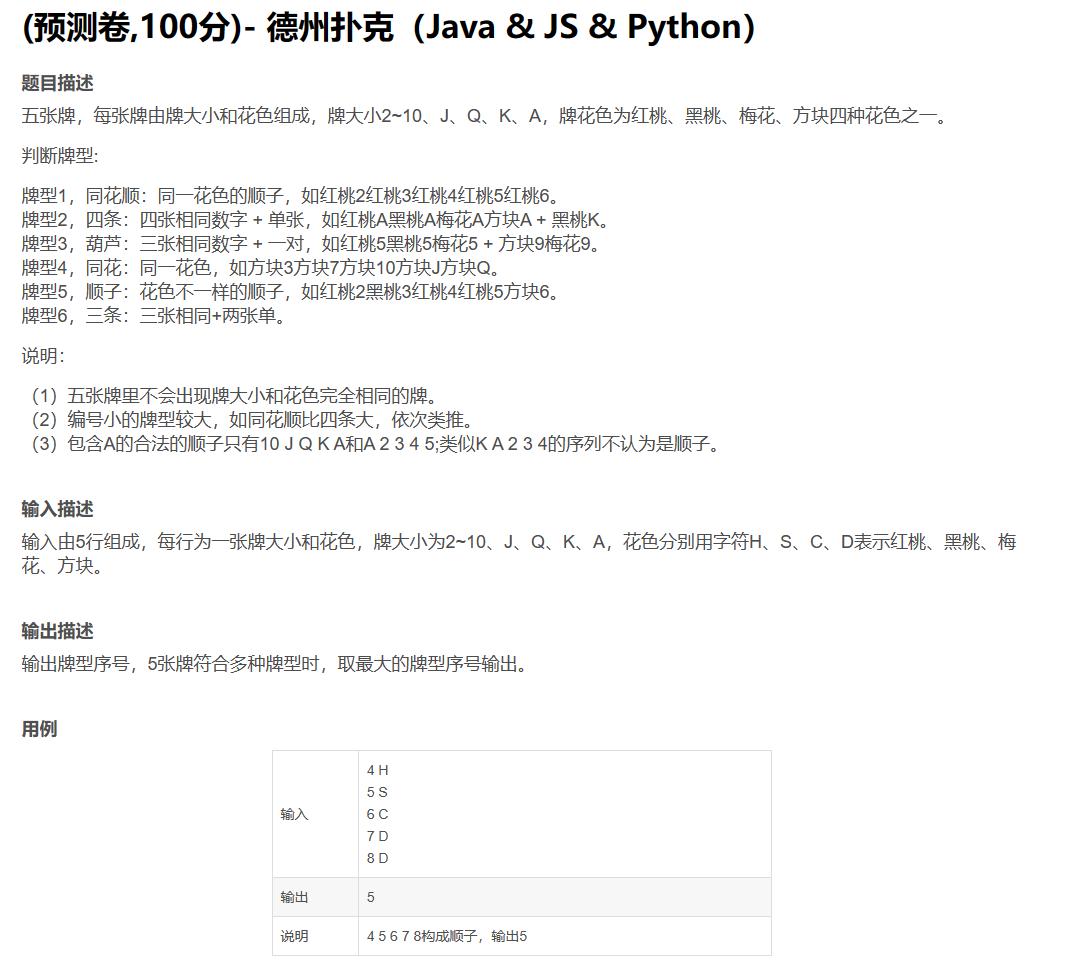 (预测卷,100分)- 德州扑克（Java & JS & Python）
题目描述
五张牌，每张牌由牌大小和花色组成，牌大小2~10、J、Q、K、A，牌花色为红桃、黑桃、梅花、方块四种花色之一。
判断牌型:
牌型1，同花顺：同一花色的顺子，如红桃2红桃3红桃4红桃5红桃6。
牌型2，四条：四张相同数字 + 单张，如红桃A黑桃A梅花A方块A + 黑桃K。
牌型3，葫芦：三张相同数字 + 一对，如红桃5黑桃5梅花5 + 方块9梅花9。
牌型4，同花：同一花色，如方块3方块7方块10方块J方块Q。
牌型5，顺子：花色不一样的顺子，如红桃2黑桃3红桃4红桃5方块6。
牌型6，三条：三张相同+两张单。
说明：
（1）五张牌里不会出现牌大小和花色完全相同的牌。
（2）编号小的牌型较大，如同花顺比四条大，依次类推。
（3）包含A的合法的顺子只有10 J Q K A和A 2 3 4 5;类似K A 2 3 4的序列不认为是顺子。
输入描述
输入由5行组成，每行为一张牌大小和花色，牌大小为2~10、J、Q、K、A，花色分别用字符H、S、C、D表示红桃、黑桃、梅
花、方块。
输出描述
输出牌型序号，5张牌符合多种牌型时，取最大的牌型序号输出。
用例
输入
4 H
5 S
6 C
7 D
8 D
输出
5
说明
4 5 6 7 8构成顺子，输出5